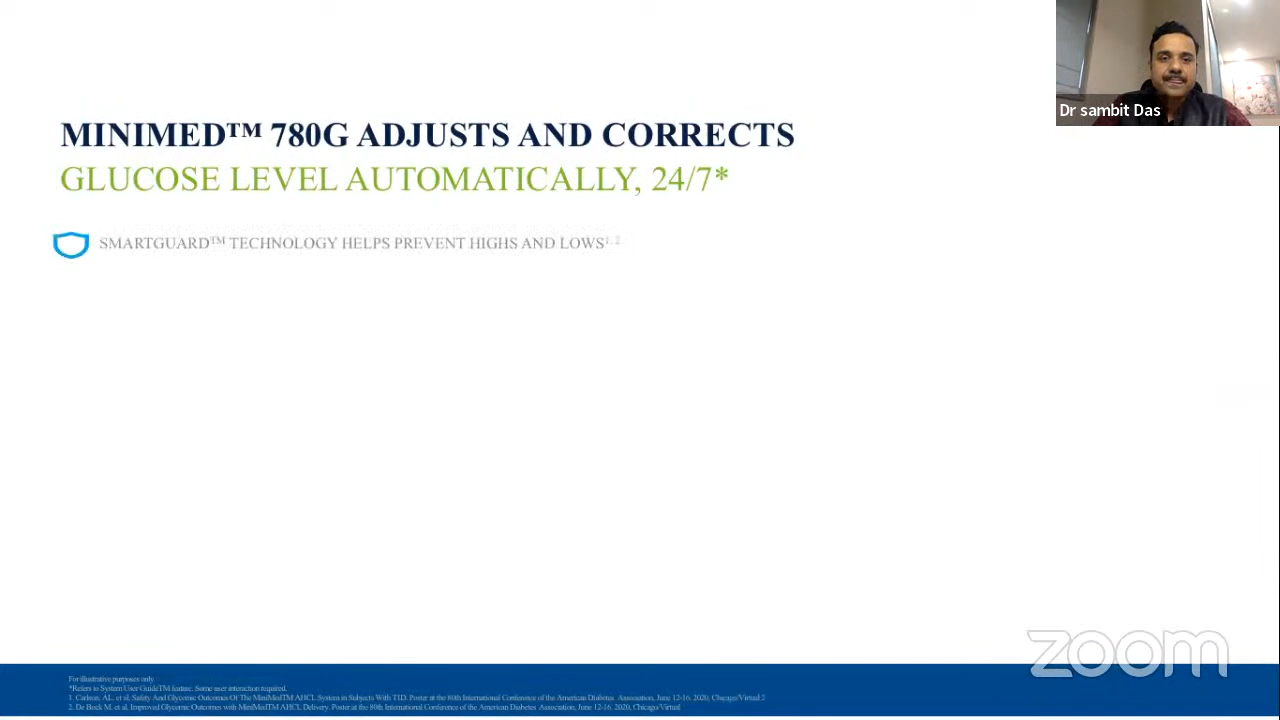 Dr sambit Das
MINIMED™ 780G ADJUSTS AND CORRECTS
GLUCOSE LEVEL AUTOMATICALLY, 24/7*
SMARTGUARD™ TECHNOLOGY HELPS PREVENT HIGHS AND LOWS1, 2
zoom
For illustrative purposes only
*Refers to System User GuideTM feature. Some user interaction required.
1. Carlson, AL. et al. Safety And Glycemic Outcomes Of The MiniMedTM AHCL System in Subjects With T1D. Poster at the 80th International Conference of the American Diabetes Association, June 12-16. 2020, Chicago/Virtual 2
2. De Bock M. et al. Improved Glycemic Outcomes with MiniMedTM AHCL Delivery. Poster at the 80th International Conference of the American Diabetes Association, June 12-16. 2020, Chicago/Virtual